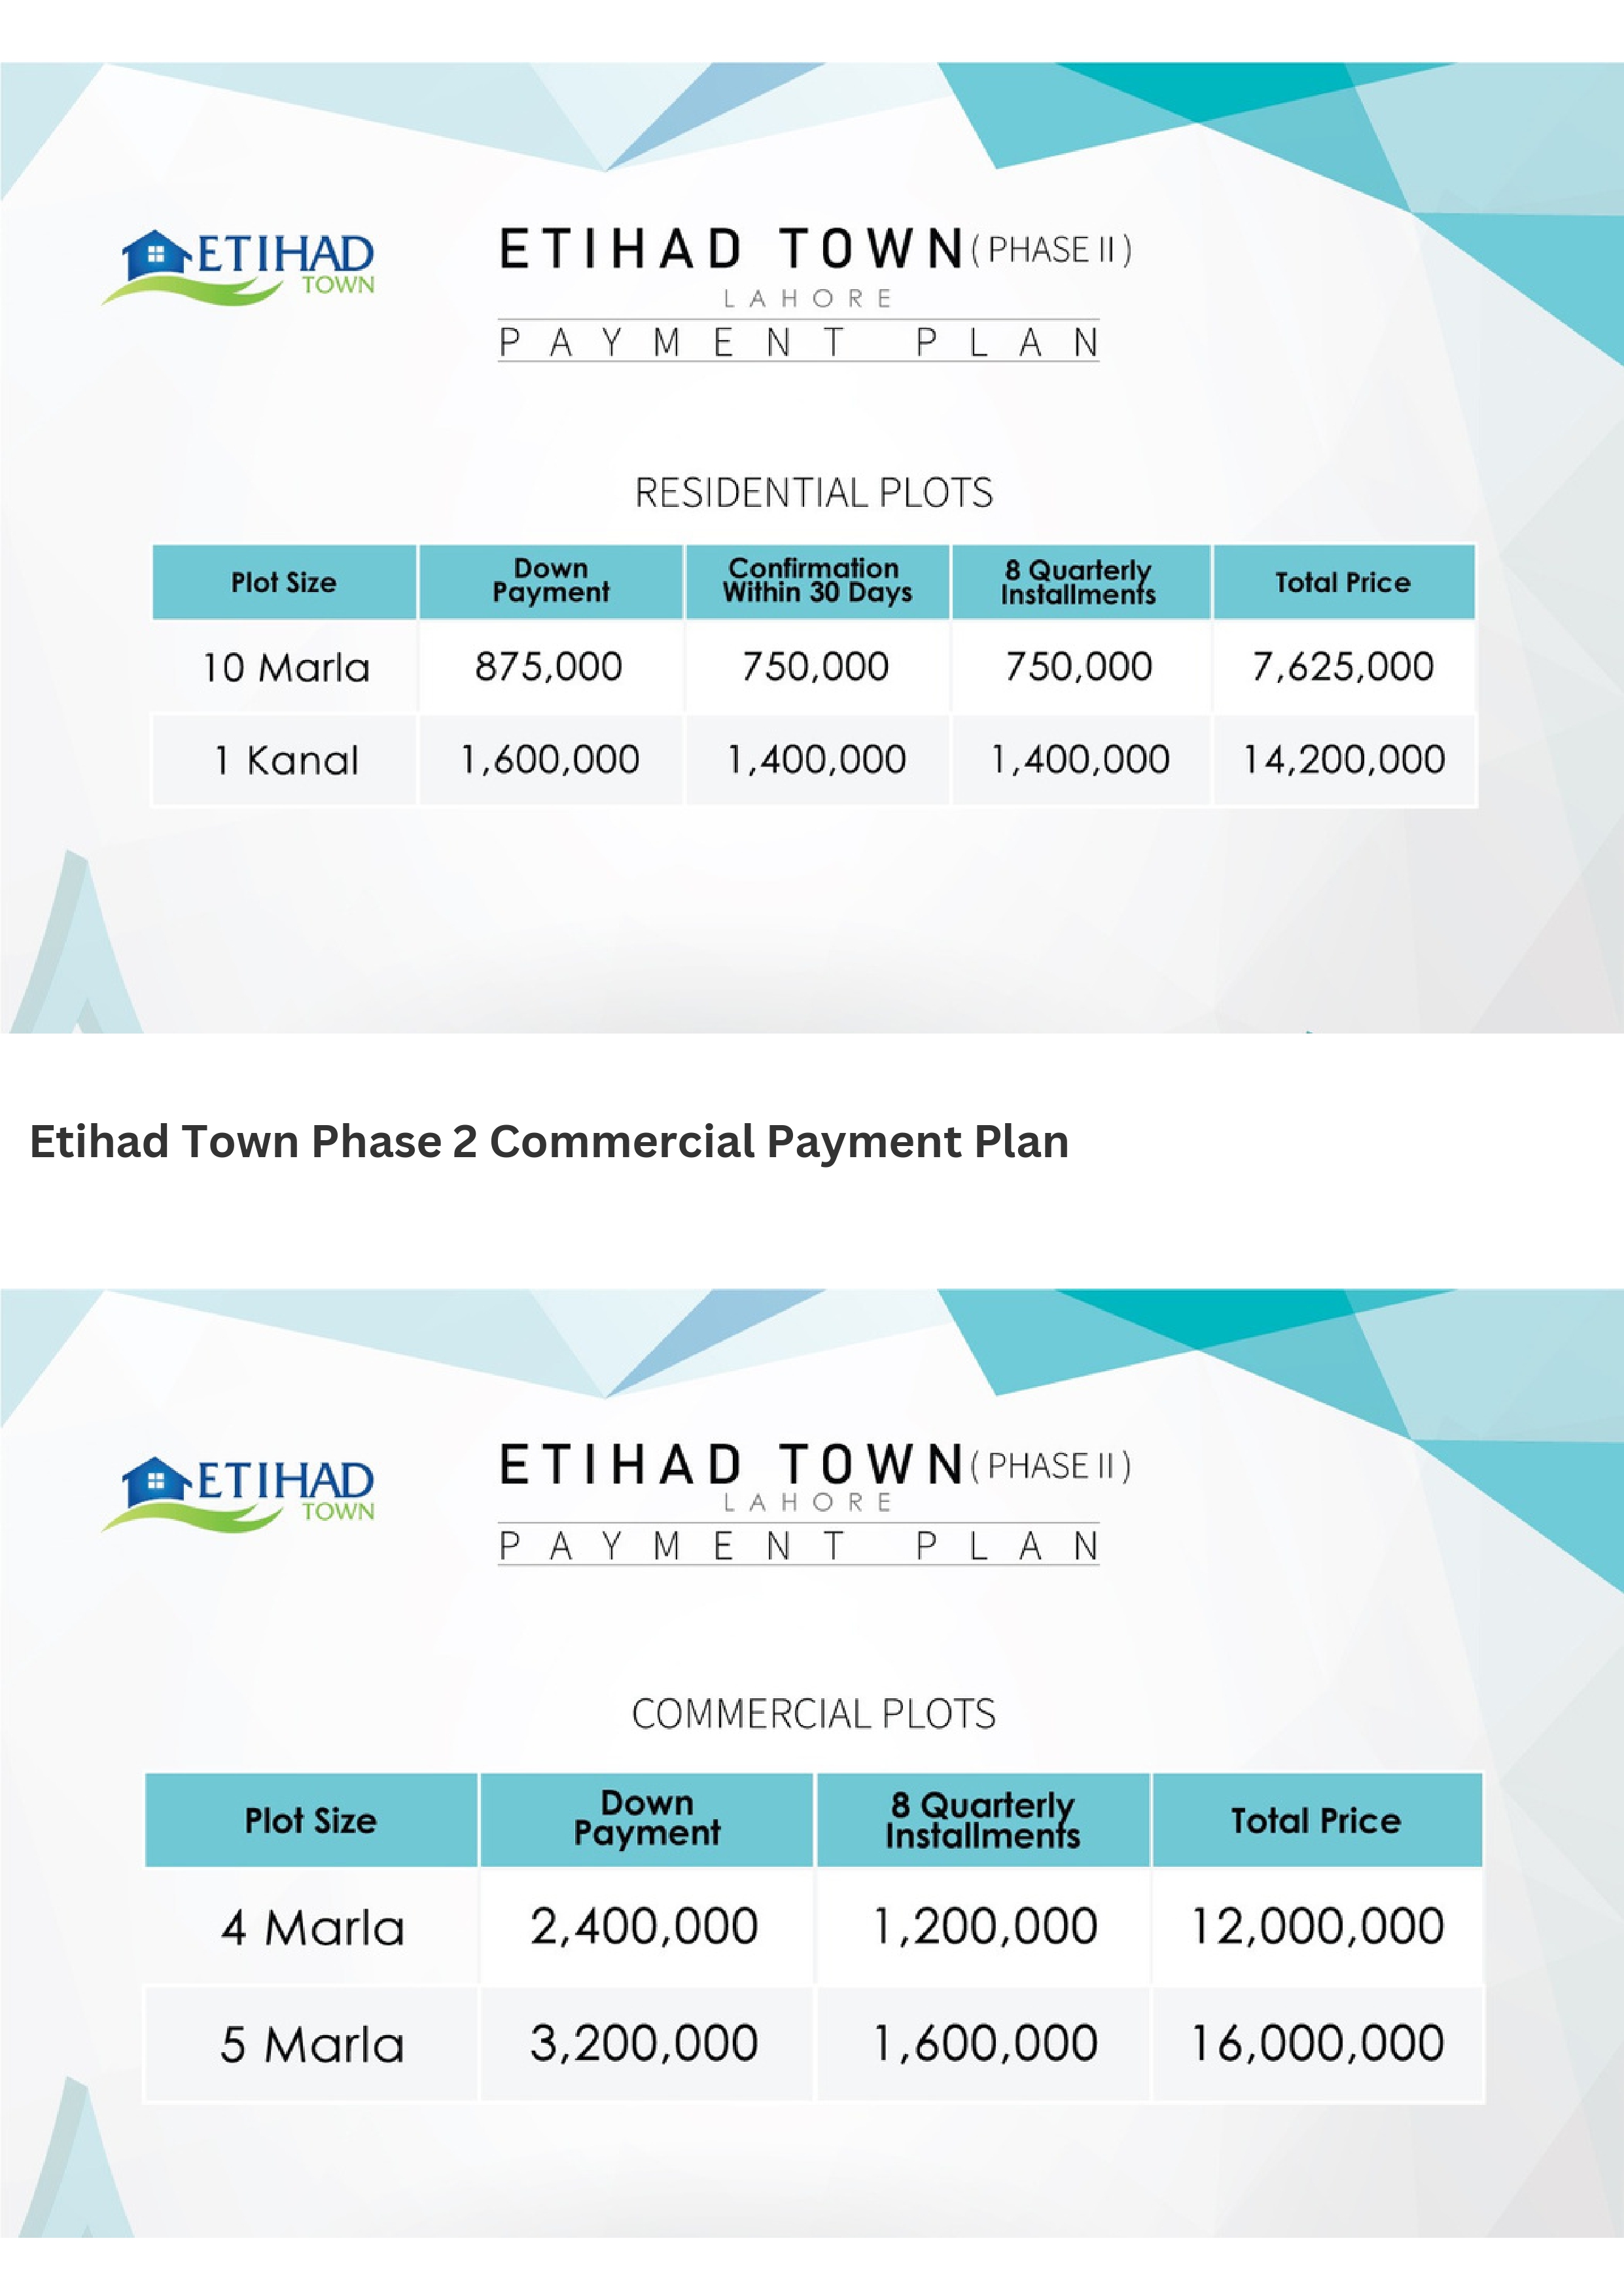 ETIHAD
TOWN
ETIHAD TOWN (PHASE II)
LAHORE
PAYMENT PLAN
RESIDENTIAL PLOTS
Plot Size Down Payment Confirmation Within 30 Days 8 Quarterly Installments Total Price
10 Marla 875,000 750,000 750,000 7,625,000
1 Kanal 1,600,000 1,400,000 1,400,000 14,200,000
Etihad Town Phase 2 Commercial Payment Plan
ETIHAD
TOWN
ETIHAD TOWN (PHASE II)
LAHORE
PAYMENT PLAN
COMMERCIAL PLOTS
Plot Size Down Payment 8 Quarterly Installments Total Price
4 Marla 2,400,000 1,200,000 12,000,000
5 Marla 3,200,000 1,600,000 16,000,000